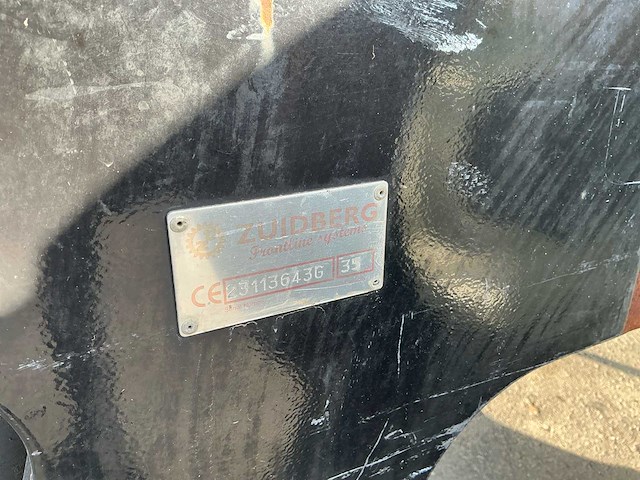 ZUIDBERG
Frontline systems
CE 23113643G 35